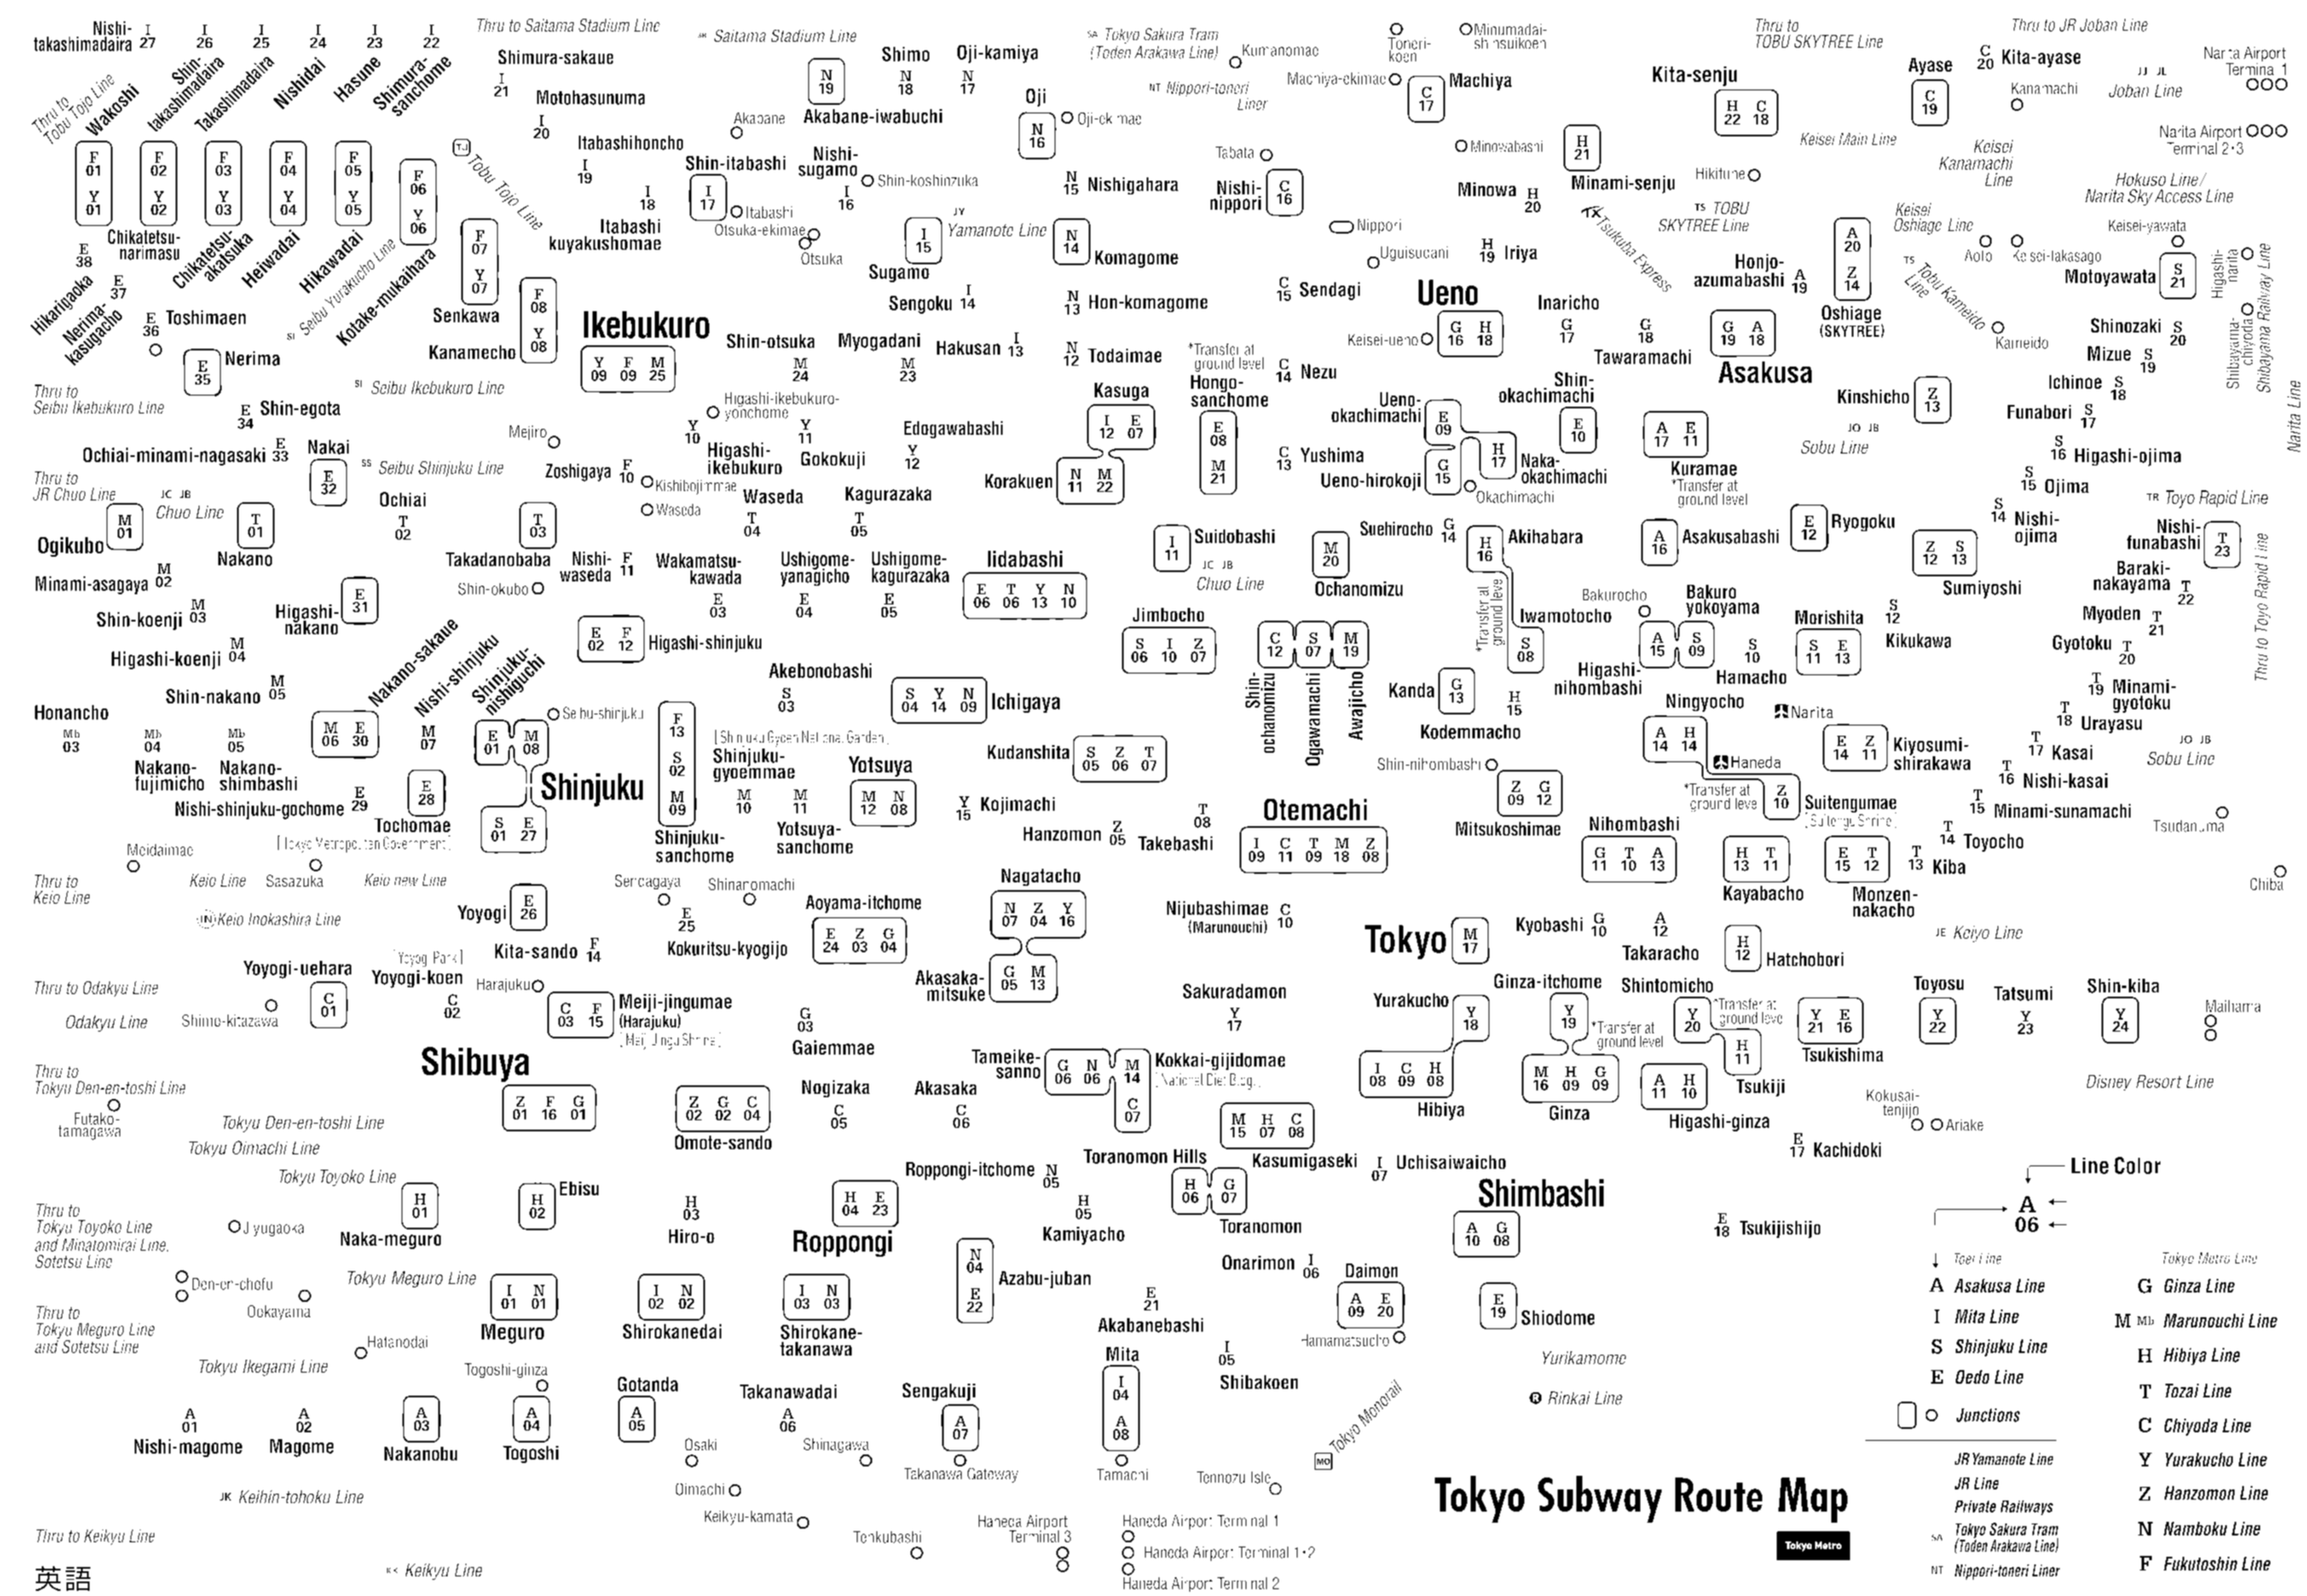 Nishi-
takashimadaira
I
27
I
26
I
25
I
24
I
23
I
22
Shin-
takashimadaira
Takashimadaira
Nishidai
Hasune
Shimura-
sanchome
Thru to Saitama Stadium Line
Shimura-sakaue
I
21
Motohasunuma
I
20
Itabashihoncho
I
19
I
18
Itabashi
kuyakushomae
Saitama Stadium Line
N
19
Akabane-iwabuchi
Shimo
N
18
Oji-kamiya
N
17
Akabane
Shin-itabashi
I
17
Itabashi
Nishi-
sugamo
I
16
Shin-koshinzuka
Otsuka-ekimae
Otsuka
SA Tokyo Sakura Tram
(Toden Arakawa Line)
Kumanomae
NT Nippori-toneri
Liner
Oji
N
16
Oji-ekimae
Toneri-
koen
Minumadai-
shinsuikoen
Machiya-ekimae
C
17
Machiya
Minowabashi
Thru to
TOBU SKYTREE Line
Kita-senju
H
22
C
18
Ayase
C
19
C
20
Kita-ayase
Thru to JR Joban Line
Kanamachi
JJ JL
Joban Line
Narita Airport
Terminal 1
Narita Airport
Terminal 2・3
Keisei Main Line
Keisei
Kanamachi
Line
Hokuso Line/
Narita Sky Access Line
Thru to
Tobu Tojo Line
Wakoshi
F
01
Y
01
F
02
Y
02
Chikatetsu-
narimasu
F
03
Y
03
Chikatetsu-
akatsuka
F
04
Y
04
Heiwadai
F
05
Y
05
Hikawadai
F
06
Y
06
Kotake-mukaihara
TJ
Tobu Tojo Line
SI Seibu Yurakucho Line
F
07
Y
07
Senkawa
F
08
Y
08
Kanamecho
E
38
Hikarigaoka
E
37
Nerima-
kasugacho
E
36
Toshimaen
E
35
Nerima
Thru to
Seibu Ikebukuro Line
SI Seibu Ikebukuro Line
E
34
Shin-egota
Ikebukuro
Y
09
F
09
M
25
I
15
Sugamo
JY
Yamanote Line
Sengoku
I
14
Shin-otsuka
M
24
Myogadani
M
23
Hakusan
I
13
N
15
Nishigahara
N
14
Komagome
N
13
Hon-komagome
N
12
Todaimae
Tabata
Nishi-
nippori
C
16
Nippori
Uguisudani
C
15
Sendagi
*Transfer at
ground level
C
14
Nezu
Minowa
H
20
H
21
Minami-senju
Hikifune
TS TOBU
SKYTREE Line
TX
Tsukuba Express
H
19
Iriya
Ueno
G
16
H
18
Keisei-ueno
Inaricho
G
17
G
18
Tawaramachi
Honjo-
azumabashi
A
19
A
20
Z
14
Oshiage
(SKYTREE)
G
19
A
18
Asakusa
Keisei
Oshiage Line
Aoto
Keisei-takasago
Keisei-yawata
Motoyawata
S
21
Higashi-
narita
Shibayama-
chiyoda
Shibayama Railway Line
Narita Line
TS Tobu Kameido
Line
Kameido
Shinozaki
S
20
Mizue
S
19
Ichinoe
S
18
Funabori
S
17
S
16
Higashi-ojima
S
15
Ojima
S
14
Nishi-
ojima
Kinshicho
Z
13
JO JB
Sobu Line
TR Toyo Rapid Line
Thru to Toyo Rapid Line
Ochiai-minami-nagasaki
E
33
Nakai
E
32
SS Seibu Shinjuku Line
Thru to
JR Chuo Line
JC JB
Chuo Line
M
01
Ogikubo
T
01
Nakano
Ochiai
T
02
Mejiro
T
03
Takadanobaba
Shin-okubo
Zoshigaya
F
10
Kishibojimmae
Waseda
Higashi-ikebukuro-
yonchome
Y
10
Higashi-
ikebukuro
Y
11
Gokokuji
Edogawabashi
Y
12
Waseda
T
04
Kagurazaka
T
05
Nishi-
waseda
F
11
Wakamatsu-
kawada
E
03
Ushigome-
yanagicho
E
04
Ushigome-
kagurazaka
E
05
Kasuga
I
12
E
07
Korakuen
N
11
M
22
Iidabashi
E
06
T
06
Y
13
N
10
Hongo-
sanchome
E
08
M
21
I
11
Suidobashi
JC JB
Chuo Line
C
13
Yushima
Ueno-
okachimachi
E
09
Ueno-hirokoji
G
15
H
17
Naka-
okachimachi
Okachimachi
Shin-
okachimachi
E
10
A
17
E
11
Kuramae
*Transfer at
ground level
Suehirocho
G
14
M
20
Ochanomizu
H
16
Akihabara
A
16
Asakusabashi
E
12
Ryogoku
Z
12
S
13
Sumiyoshi
Nishi-
funabashi
T
23
Baraki-
nakayama
T
22
Myoden
T
21
Gyotoku
T
20
T
19
Minami-
gyotoku
T
18
Urayasu
T
17
Kasai
T
16
Nishi-kasai
T
15
Minami-sunamachi
T
14
Toyocho
T
13
Kiba
JO JB
Sobu Line
Tsudanuma
Chiba
Minami-asagaya
M
02
Shin-koenji
M
03
Higashi-koenji
M
04
Shin-nakano
M
05
Higashi-
nakano
E
31
Nakano-sakaue
M
06
E
30
Nishi-shinjuku
M
07
Shinjuku-
nishiguchi
E
01
M
08
Seibu-shinjuku
E
02
F
12
Higashi-shinjuku
Honancho
Mb
03
Mb
04
Mb
05
Nakano-
fujimicho
Nakano-
shimbashi
Nishi-shinjuku-gochome
E
29
E
28
Tochomae
[Tokyo Metropolitan Government]
Shinjuku
S
01
E
27
F
13
S
02
M
09
Shinjuku-
sanchome
[Shinjuku Gyoen National Garden]
Shinjuku-
gyoemmae
M
10
M
11
Yotsuya-
sanchome
Yotsuya
M
12
N
08
Akebonobashi
S
03
S
04
Y
14
N
09
Ichigaya
Jimbocho
S
06
I
10
Z
07
Kudanshita
S
05
Z
06
T
07
Y
15
Kojimachi
Hanzomon
Z
05
T
08
Takebashi
C
12
S
07
M
19
Shin-
ochanomizu
Ogawamachi
Awajicho
*Transfer at
ground level
Iwamotocho
S
08
Kanda
G
13
H
15
Kodemmacho
Bakurocho
Bakuro
yokoyama
A
15
S
09
Higashi-
nihombashi
S
10
Hamacho
Morishita
S
11
E
13
S
12
Kikukawa
Ningyocho
A
14
H
14
Narita
Haneda
*Transfer at
ground level
Z
10
Suitengumae
[Suitengu Shrine]
E
14
Z
11
Kiyosumi-
shirakawa
Shin-nihombashi
Z
09
G
12
Mitsukoshimae
Otemachi
I
09
C
11
T
09
M
18
Z
08
Nihombashi
G
11
T
10
A
13
H
13
T
11
Kayabacho
E
15
T
12
Monzen-
nakacho
Meidaimae
Thru to
Keio Line
Keio Line
Sasazuka
Keio new Line
IN Keio Inokashira Line
Yoyogi
E
26
Kita-sando
F
14
Sendagaya
Shinanomachi
E
25
Kokuritsu-kyogijo
Aoyama-itchome
E
24
Z
03
G
04
Nagatacho
N
07
Z
04
Y
16
Akasaka-
mitsuke
G
05
M
13
Nijubashimae
(Marunouchi)
C
10
Tokyo
M
17
Kyobashi
G
10
A
12
Takaracho
H
12
Hatchobori
JE Keiyo Line
Thru to Odakyu Line
Odakyu Line
Yoyogi-uehara
C
01
Shimo-kitazawa
[Yoyogi Park]
Yoyogi-koen
C
02
Harajuku
C
03
F
15
Meiji-jingumae
(Harajuku)
[Meiji Jingu Shrine]
G
03
Gaiemmae
Sakuradamon
Y
17
Yurakucho
Y
18
I
08
C
09
H
08
Hibiya
Ginza-itchome
Y
19
*Transfer at
ground level
M
16
H
09
G
09
Ginza
Shintomicho
Y
20
*Transfer at
ground level
H
11
Tsukiji
A
11
H
10
Higashi-ginza
Y
21
E
16
Tsukishima
Toyosu
Y
22
Tatsumi
Y
23
Shin-kiba
Y
24
Maihama
Disney Resort Line
Kokusai-
tenjijo
Ariake
Shibuya
Z
01
F
16
G
01
Z
02
G
02
C
04
Omote-sando
Nogizaka
C
05
Akasaka
C
06
Tameike-
sanno
G
06
N
06
M
14
C
07
Kokkai-gijidomae
[National Diet Bldg.]
M
15
H
07
C
08
Kasumigaseki
Thru to
Tokyu Den-en-toshi Line
Futako-
tamagawa
Tokyu Den-en-toshi Line
Tokyu Oimachi Line
Tokyu Toyoko Line
Thru to
Tokyu Toyoko Line
and Minatomirai Line,
Sotetsu Line
Jiyugaoka
H
01
Naka-meguro
H
02
Ebisu
H
03
Hiro-o
H
04
E
23
Roppongi
Roppongi-itchome
N
05
H
05
Kamiyacho
Toranomon Hills
H
06
G
07
Toranomon
I
07
Uchisaiwaicho
Shimbashi
A
10
G
08
E
17
Kachidoki
E
18
Tsukijishijo
Den-en-chofu
Ookayama
Tokyu Meguro Line
Thru to
Tokyu Meguro Line
and Sotetsu Line
I
01
N
01
Meguro
I
02
N
02
Shirokanedai
I
03
N
03
Shirokane-
takanawa
N
04
E
22
Azabu-juban
E
21
Akabanebashi
Onarimon
I
06
Daimon
A
09
E
20
Hamamatsucho
E
19
Shiodome
Yurikamome
R Rinkai Line
Hatanodai
Tokyu Ikegami Line
Togoshi-ginza
A
01
Nishi-magome
A
02
Magome
A
03
Nakanobu
A
04
Togoshi
Gotanda
A
05
Takanawadai
A
06
Sengakuji
A
07
Takanawa Gateway
Mita
I
04
A
08
Tamachi
I
05
Shibakoen
Tokyo Monorail
MO
Osaki
Shinagawa
Oimachi
Tennozu Isle
JK Keihin-tohoku Line
Keikyu-kamata
Tenkubashi
Haneda Airport
Terminal 3
Haneda Airport Terminal 1
Haneda Airport Terminal 1・2
Haneda Airport Terminal 2
Thru to Keikyu Line
KK Keikyu Line
英語
Tokyo Subway Route Map
Tokyo Metro
Line Color
A
06
Toei Line
A Asakusa Line
I Mita Line
S Shinjuku Line
E Oedo Line
Junctions
JR Yamanote Line
JR Line
Private Railways
SA Tokyo Sakura Tram
(Toden Arakawa Line)
NT Nippori-toneri Liner
Tokyo Metro Line
G Ginza Line
M Mb Marunouchi Line
H Hibiya Line
T Tozai Line
C Chiyoda Line
Y Yurakucho Line
Z Hanzomon Line
N Namboku Line
F Fukutoshin Line